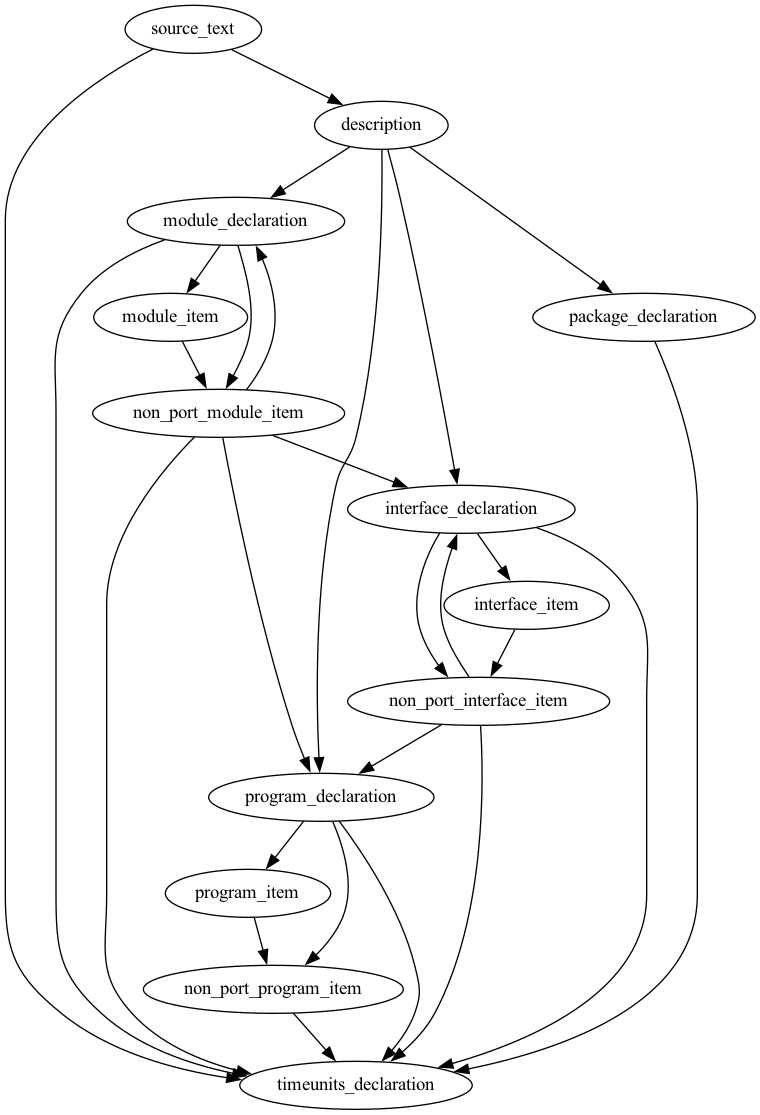 source_text
description
module_declaration
module_item
package_declaration
non_port_module_item
interface_declaration
interface_item
non_port_interface_item
program_declaration
program_item
non_port_program_item
timeunits_declaration